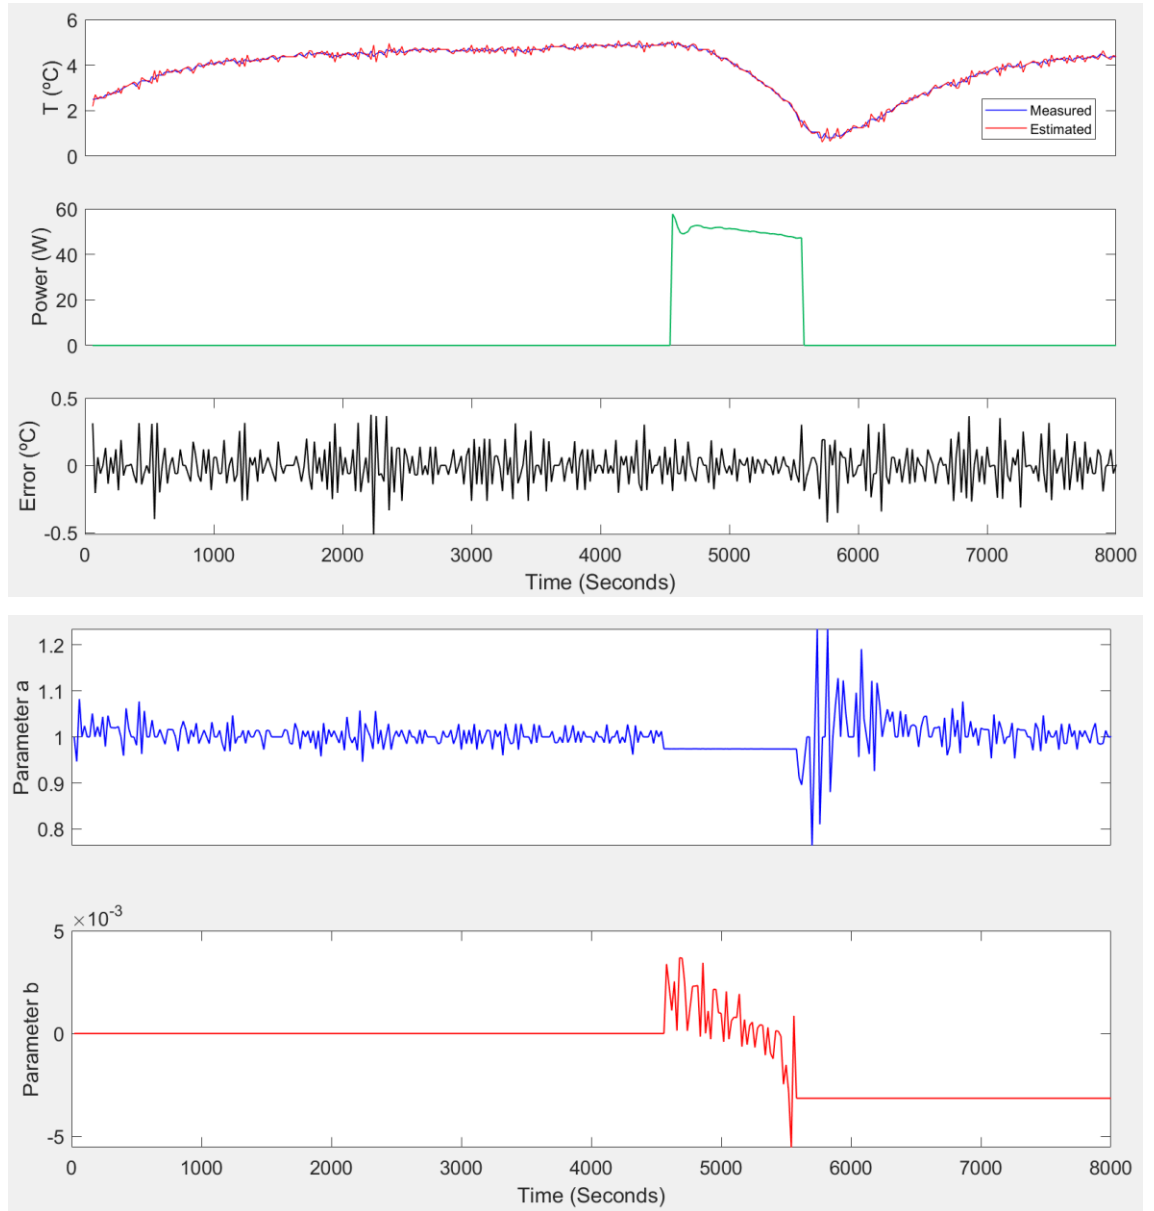 6
4
2
0
T (ºC)
Measured
Estimated
60
40
20
0
Power (W)
0.5
0
-0.5
Error (ºC)
0 1000 2000 3000 4000 5000 6000 7000 8000
Time (Seconds)
1.2
1.1
1
0.9
0.8
Parameter a
×10-3
5
0
-5
Parameter b
0 1000 2000 3000 4000 5000 6000 7000 8000
Time (Seconds)